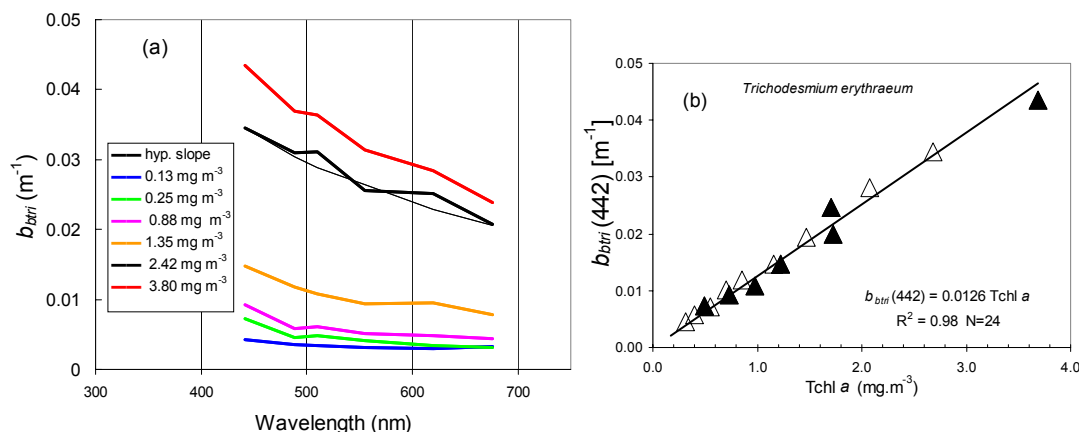 0.05
0.04
0.03
0.02
0.01
0
300
400
500
600
700
Wavelength (nm)
b_btri (m⁻¹)
(a)
hyp. slope
0.13 mg m⁻³
0.25 mg m⁻³
0.88 mg m⁻³
1.35 mg m⁻³
2.42 mg m⁻³
3.80 mg m⁻³
0.05
0.04
0.03
0.02
0.01
0.00
0.0
1.0
2.0
3.0
4.0
Tchl a (mg.m⁻³)
b_btri (442) [m⁻¹]
(b)
Trichodesmium erythraeum
b_btri (442) = 0.0126 Tchl a
R² = 0.98 N=24